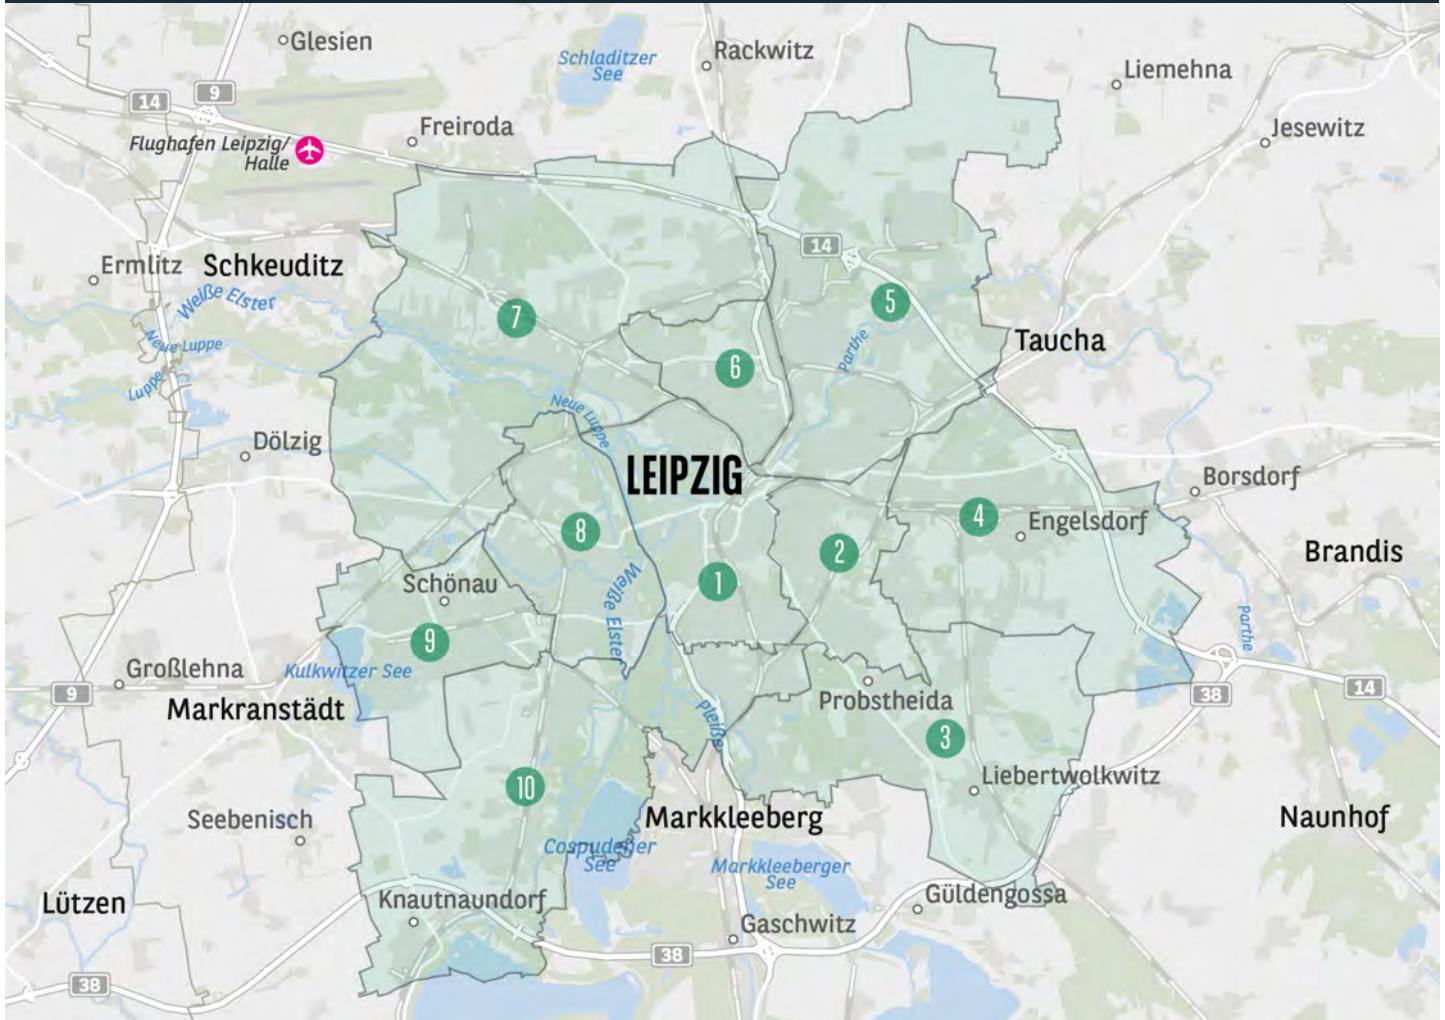 Glesien
Schladitzer
See
Rackwitz
Liemehna
14
9
Flughafen Leipzig/
Halle
Freiroda
Jesewitz
Ermlitz
Schkeuditz
Weiße Elster
Neue Luppe
Luppe
14
7
5
Parthe
Taucha
6
Neue Luppe
Dölzig
LEIPZIG
Borsdorf
8
2
4
Engelsdorf
Brandis
1
Schönau
Weiße Elster
9
Kulkwitzer See
Parthe
Großlehna
9
Markranstädt
Probstheida
38
14
Pleiße
3
Liebertwolkwitz
10
Seebenisch
Markkleeberg
Naunhof
Cospudener
See
Markkleeberger
See
Lützen
Knautnaundorf
Güldengossa
Gaschwitz
38
38